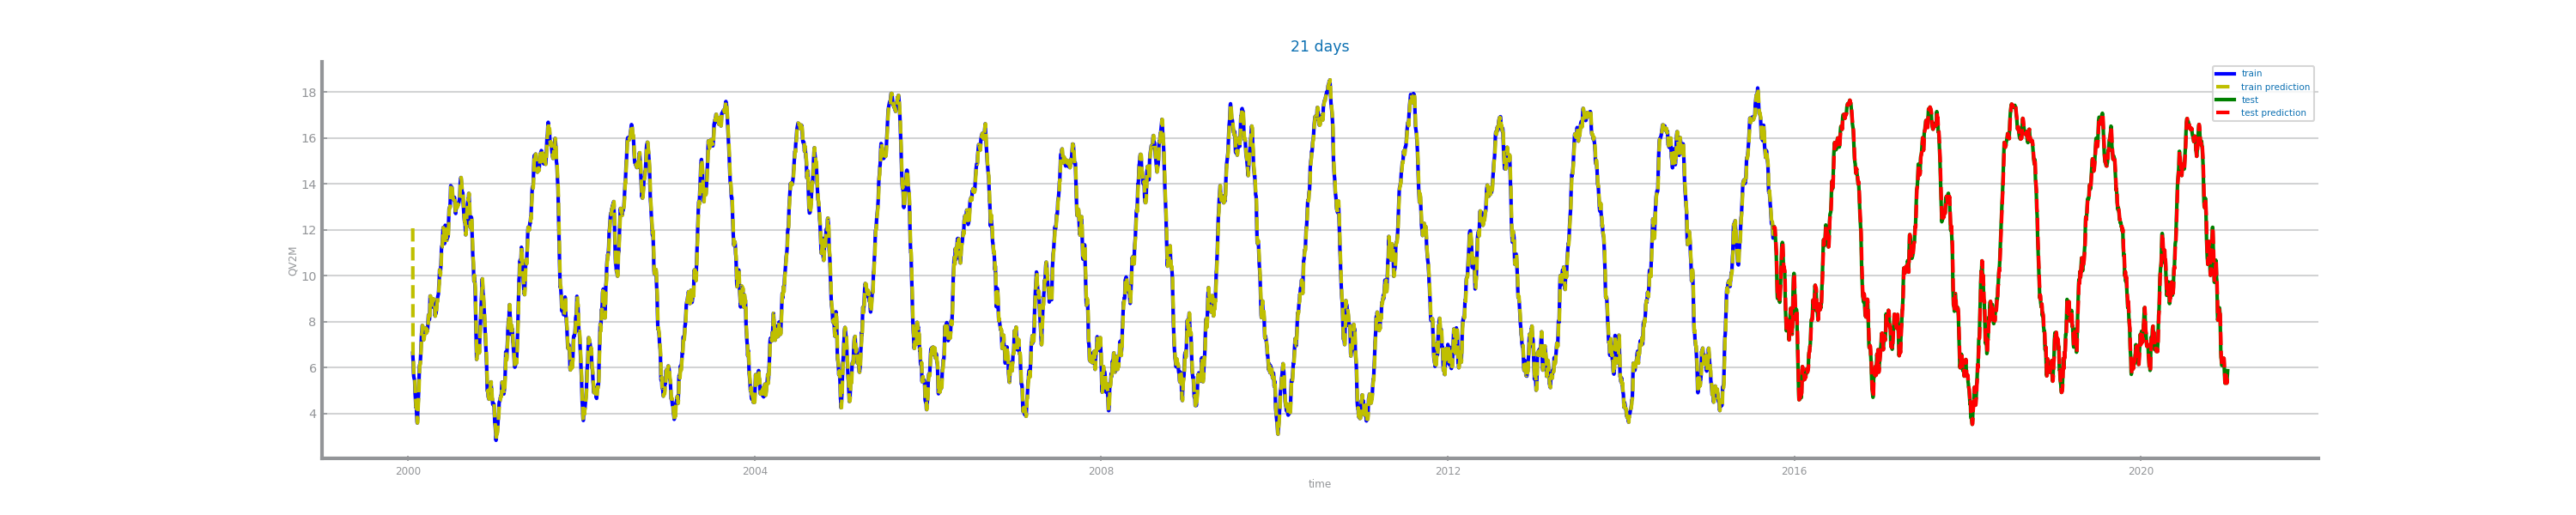 21 days
train
train prediction
test
test prediction
18
16
14
12
10
8
6
4
QV2M
2000 2004 2008 2012 2016 2020
time